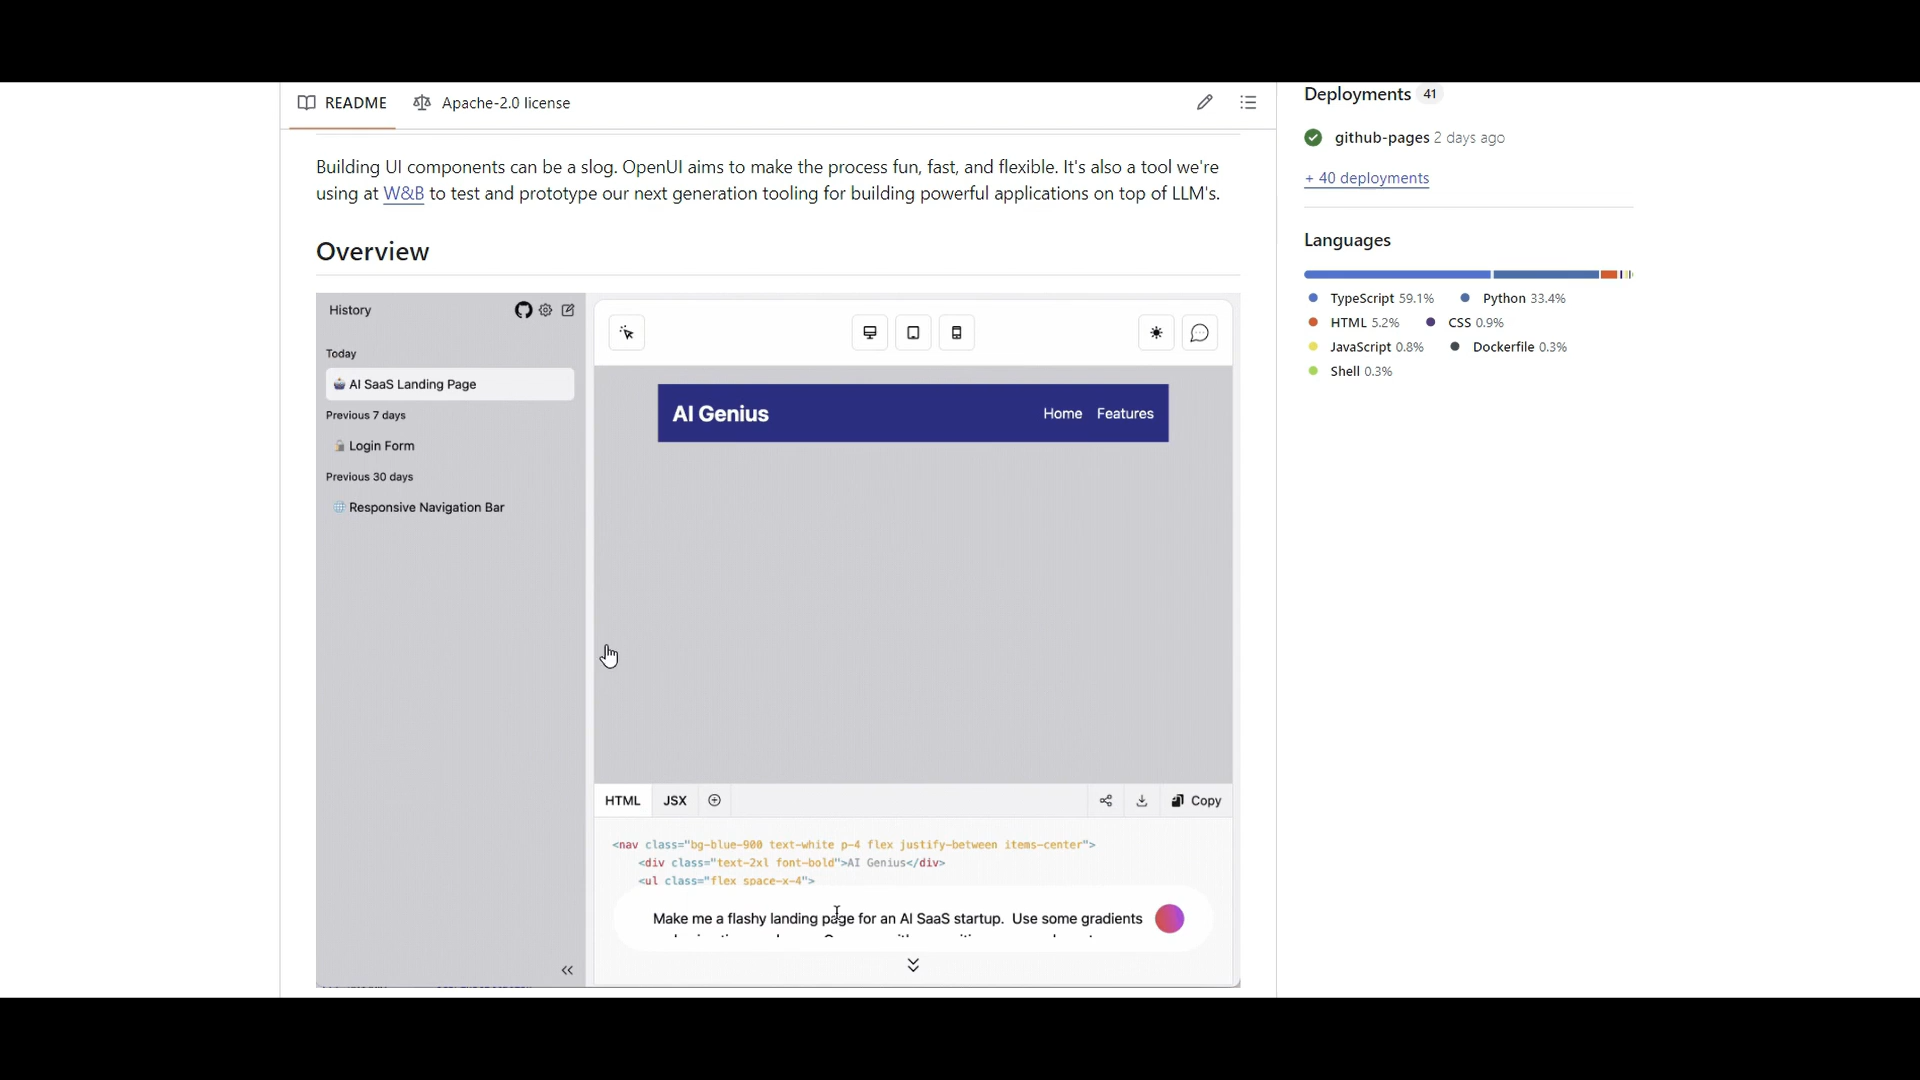 README
Apache-2.0 license
Building UI components can be a slog. OpenUI aims to make the process fun, fast, and flexible. It's also a tool we're
using at W&B to test and prototype our next generation tooling for building powerful applications on top of LLM's.
Overview
History
Today
AI SaaS Landing Page
Previous 7 days
Login Form
Previous 30 days
Responsive Navigation Bar
AI Genius
Home Features
HTML JSX
Copy
<nav class="bg-blue-900 text-white p-4 flex justify-between items-center">
<div class="text-2xl font-bold">AI Genius</div>
<ul class="flex space-x-4">
Make me a flashy landing page for an AI SaaS startup. Use some gradients
Deployments 41
github-pages 2 days ago
+ 40 deployments
Languages
TypeScript 59.1% Python 33.4%
HTML 5.2% CSS 0.9%
JavaScript 0.8% Dockerfile 0.3%
Shell 0.3%